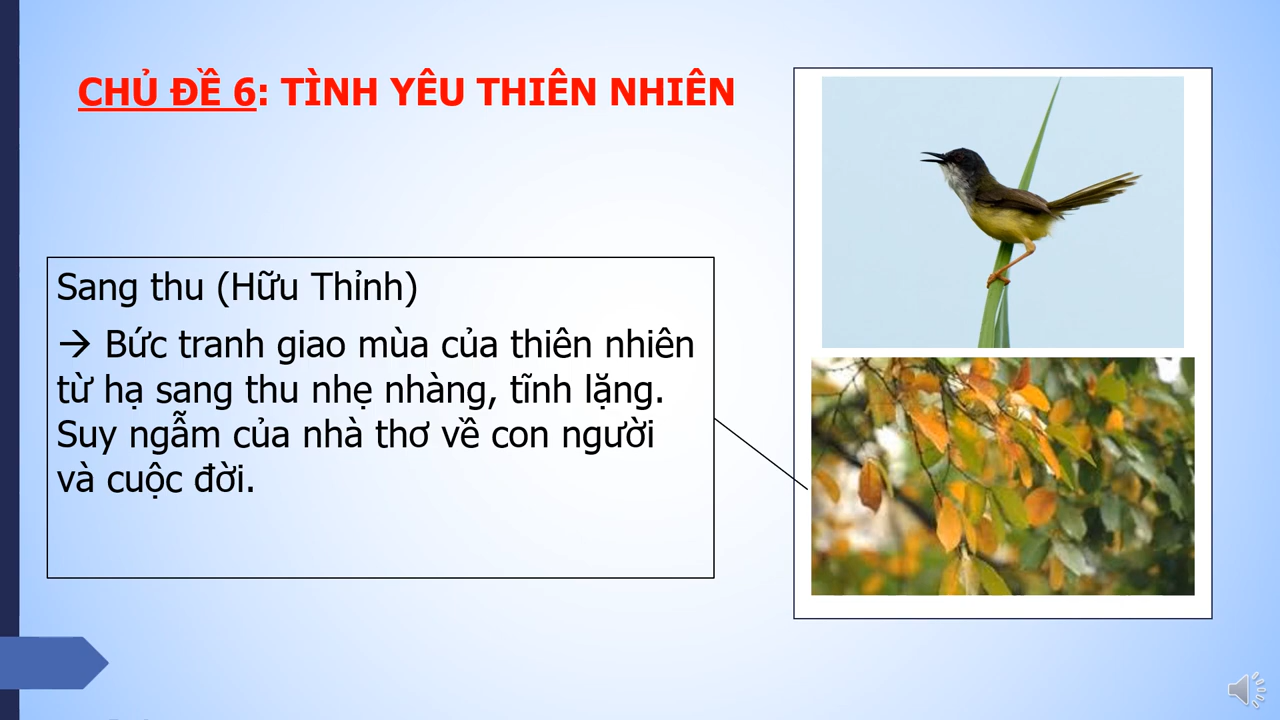 CHỦ ĐỀ 6: TÌNH YÊU THIÊN NHIÊN
Sang thu (Hữu Thỉnh)
→ Bức tranh giao mùa của thiên nhiên
từ hạ sang thu nhẹ nhàng, tĩnh lặng.
Suy ngẫm của nhà thơ về con người
và cuộc đời.